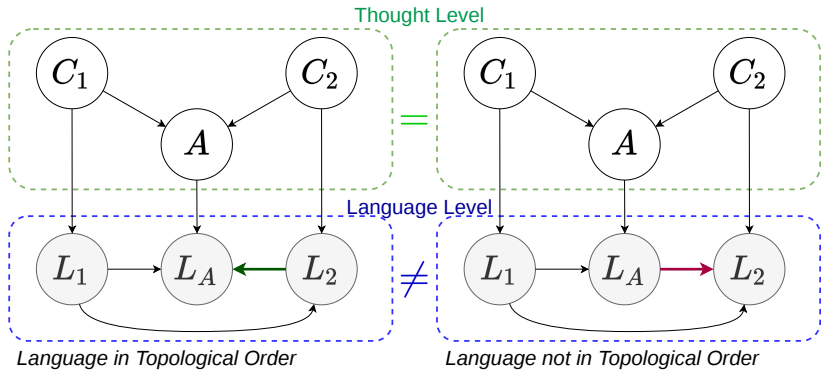 Thought Level
C1 C2 C1 C2
A = A
Language Level
L1 LA L2 ≠ L1 LA L2
Language in Topological Order
Language not in Topological Order